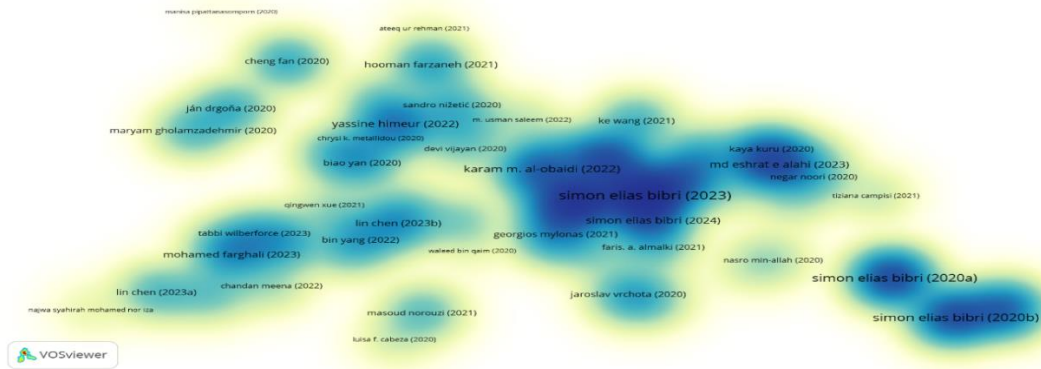 manisa pipattanasomporn (2020)
ateeq ur rehman (2021)
cheng fan (2020)
hooman farzaneh (2021)
ján drgoňa (2020)
sandro nižetić (2020)
maryam gholamzadehmir (2020)
yassine himeur (2022)
m. usman saleem (2022)
ke wang (2021)
chrysi k. metallidou (2020)
devi vijayan (2020)
kaya kuru (2020)
biao yan (2020)
karam m. al-obaidi (2022)
md eshrat e alahi (2023)
negar noori (2020)
simon elias bibri (2023)
tiziana campisi (2021)
qingwen xue (2021)
lin chen (2023b)
simon elias bibri (2024)
tabbi wilberforce (2023)
bin yang (2022)
georgios mylonas (2021)
mohamed farghali (2023)
waleed bin qaim (2020)
faris. a. almalki (2021)
nasro min-allah (2020)
chandan meena (2022)
simon elias bibri (2020a)
lin chen (2023a)
jaroslav vrchota (2020)
najwa syahirah mohamed nor iza
masoud norouzi (2021)
simon elias bibri (2020b)
luisa f. cabeza (2020)
VOSviewer